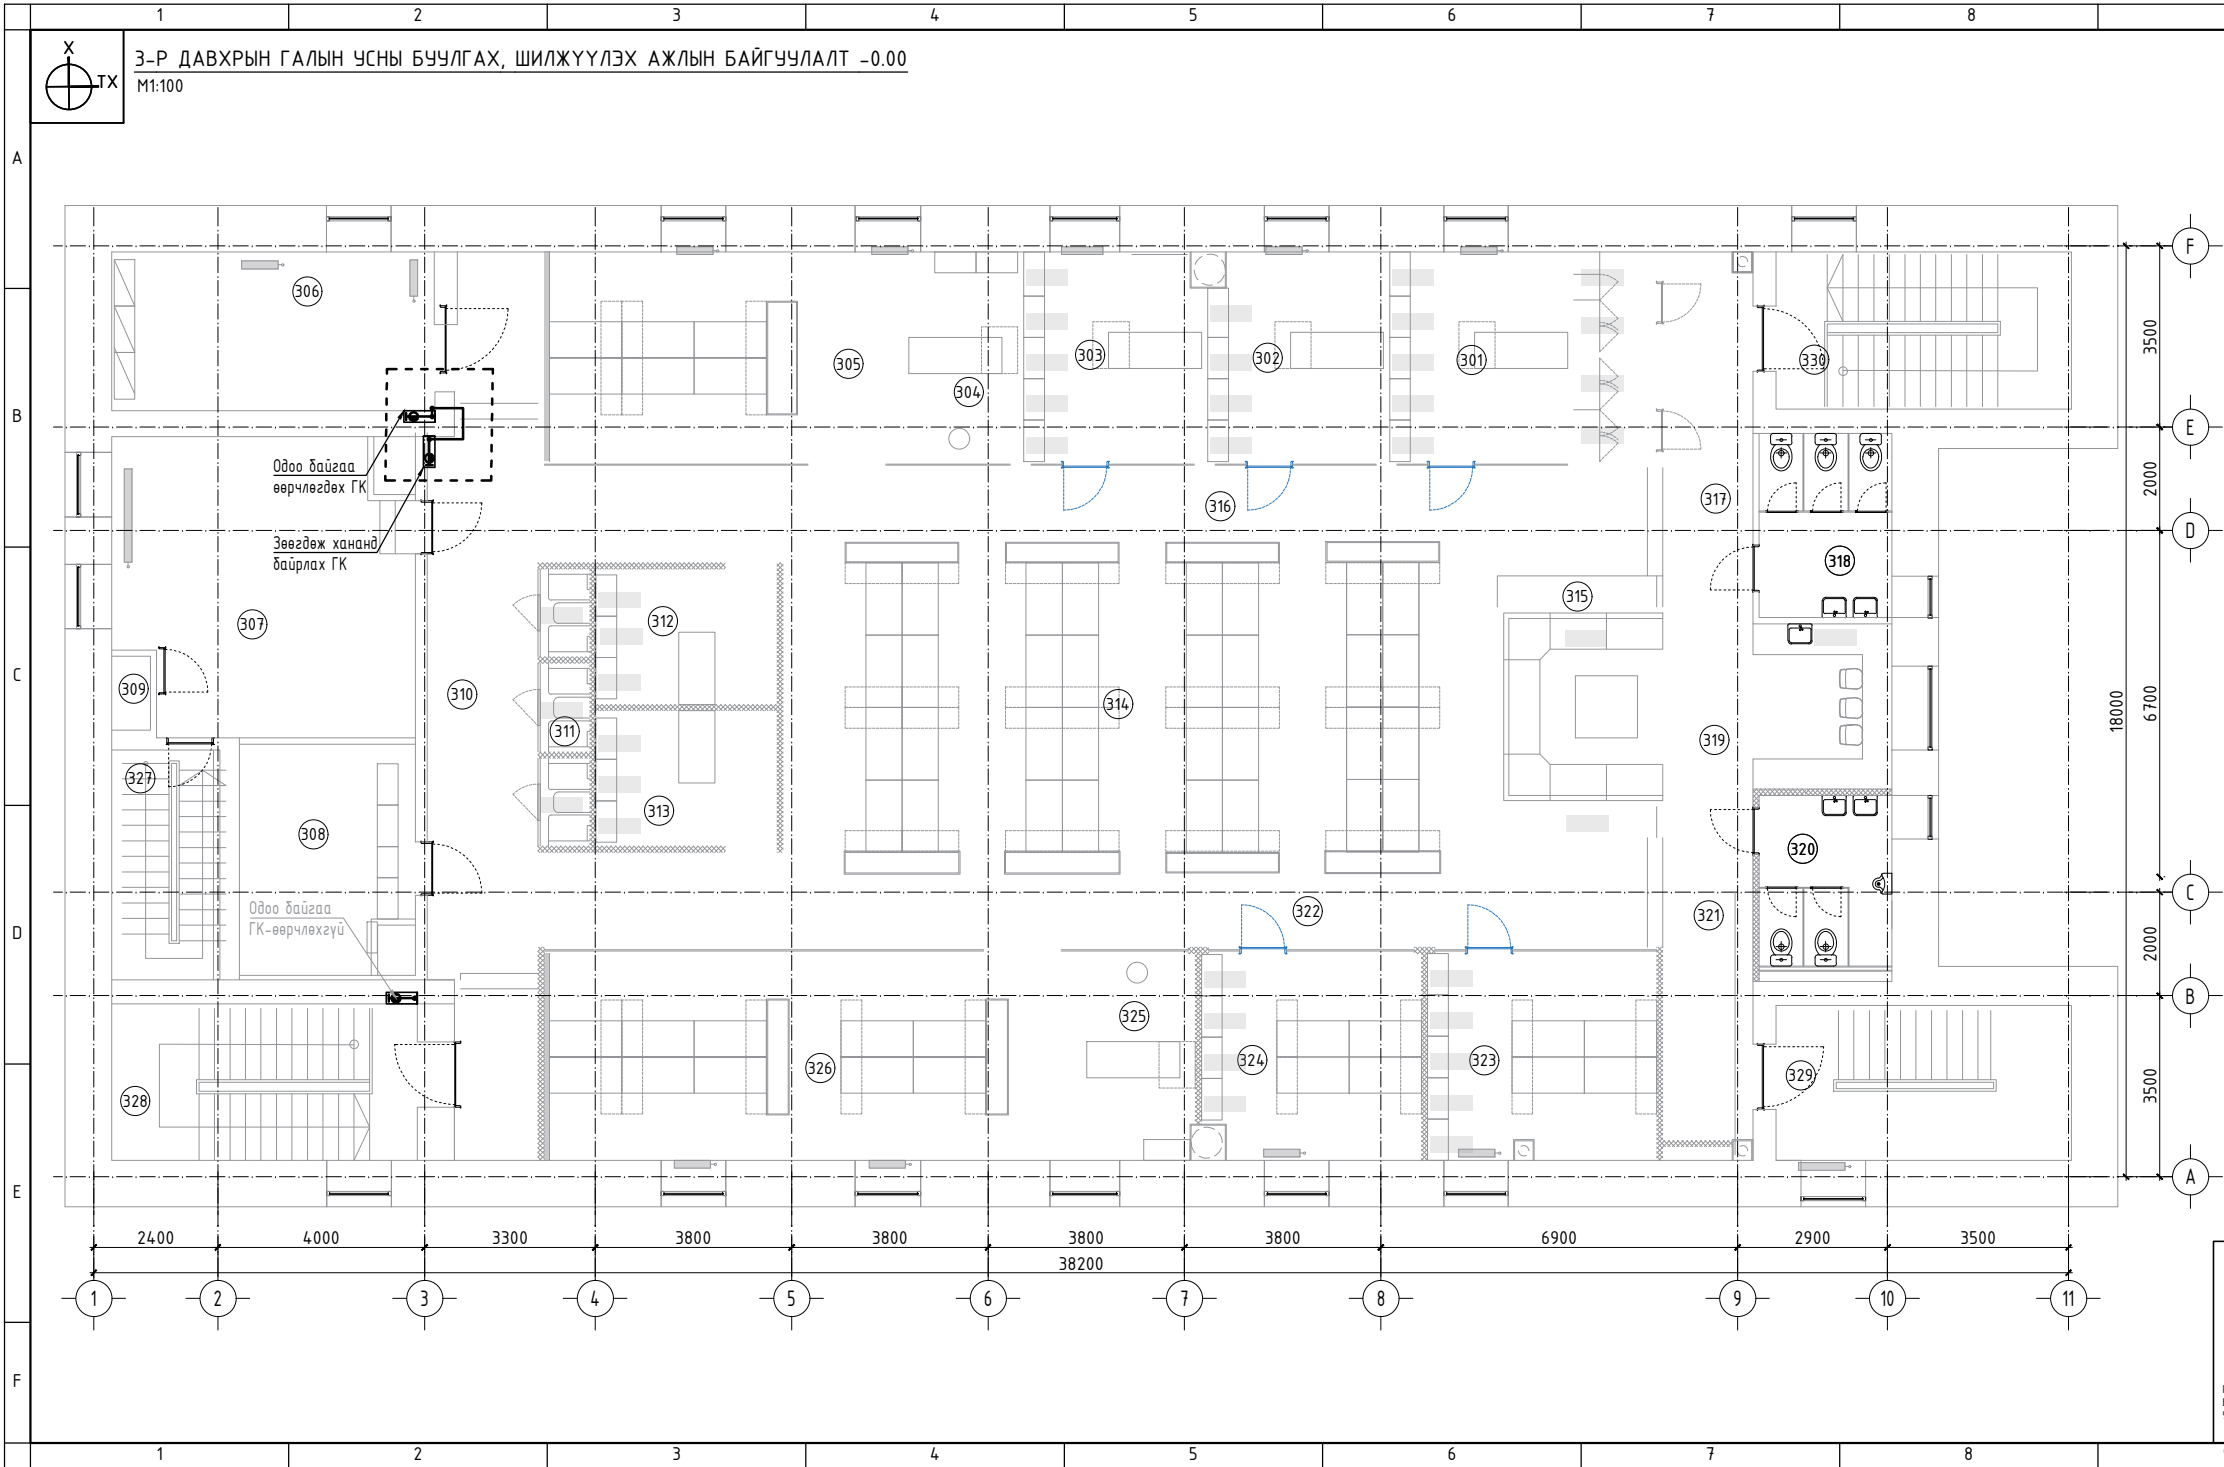 1 2 3 4 5 6 7 8
X
ТХ
3-Р ДАВХРЫН ГАЛЫН УСНЫ БУУЛГАХ, ШИЛЖҮҮЛЭХ АЖЛЫН БАЙГУУЛАЛТ -0.00
М1:100
A
B
C
D
E
F
306
305
304
303
302
301
330
Одоо байгаа
өөрчлөгдөх ГК
Зөөгдөж хананд
байрлах ГК
316
317
318
307
309
310
312
311
313
314
315
319
327
308
320
Одоо байгаа
ГК-өөрчлөхгүй
322
321
328
326
325
324
323
329
F
E
D
C
B
A
3500
2000
6700
2000
3500
18000
2400 4000 3300 3800 3800 3800 3800 6900 2900 3500
38200
1 2 3 4 5 6 7 8 9 10 11
1 2 3 4 5 6 7 8